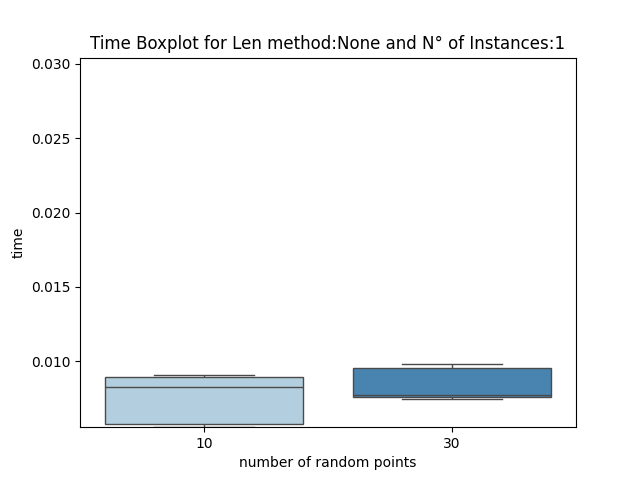 Time Boxplot for Len method:None and N° of Instances:1
0.030
0.025
0.020
0.015
0.010
time
10 30
number of random points